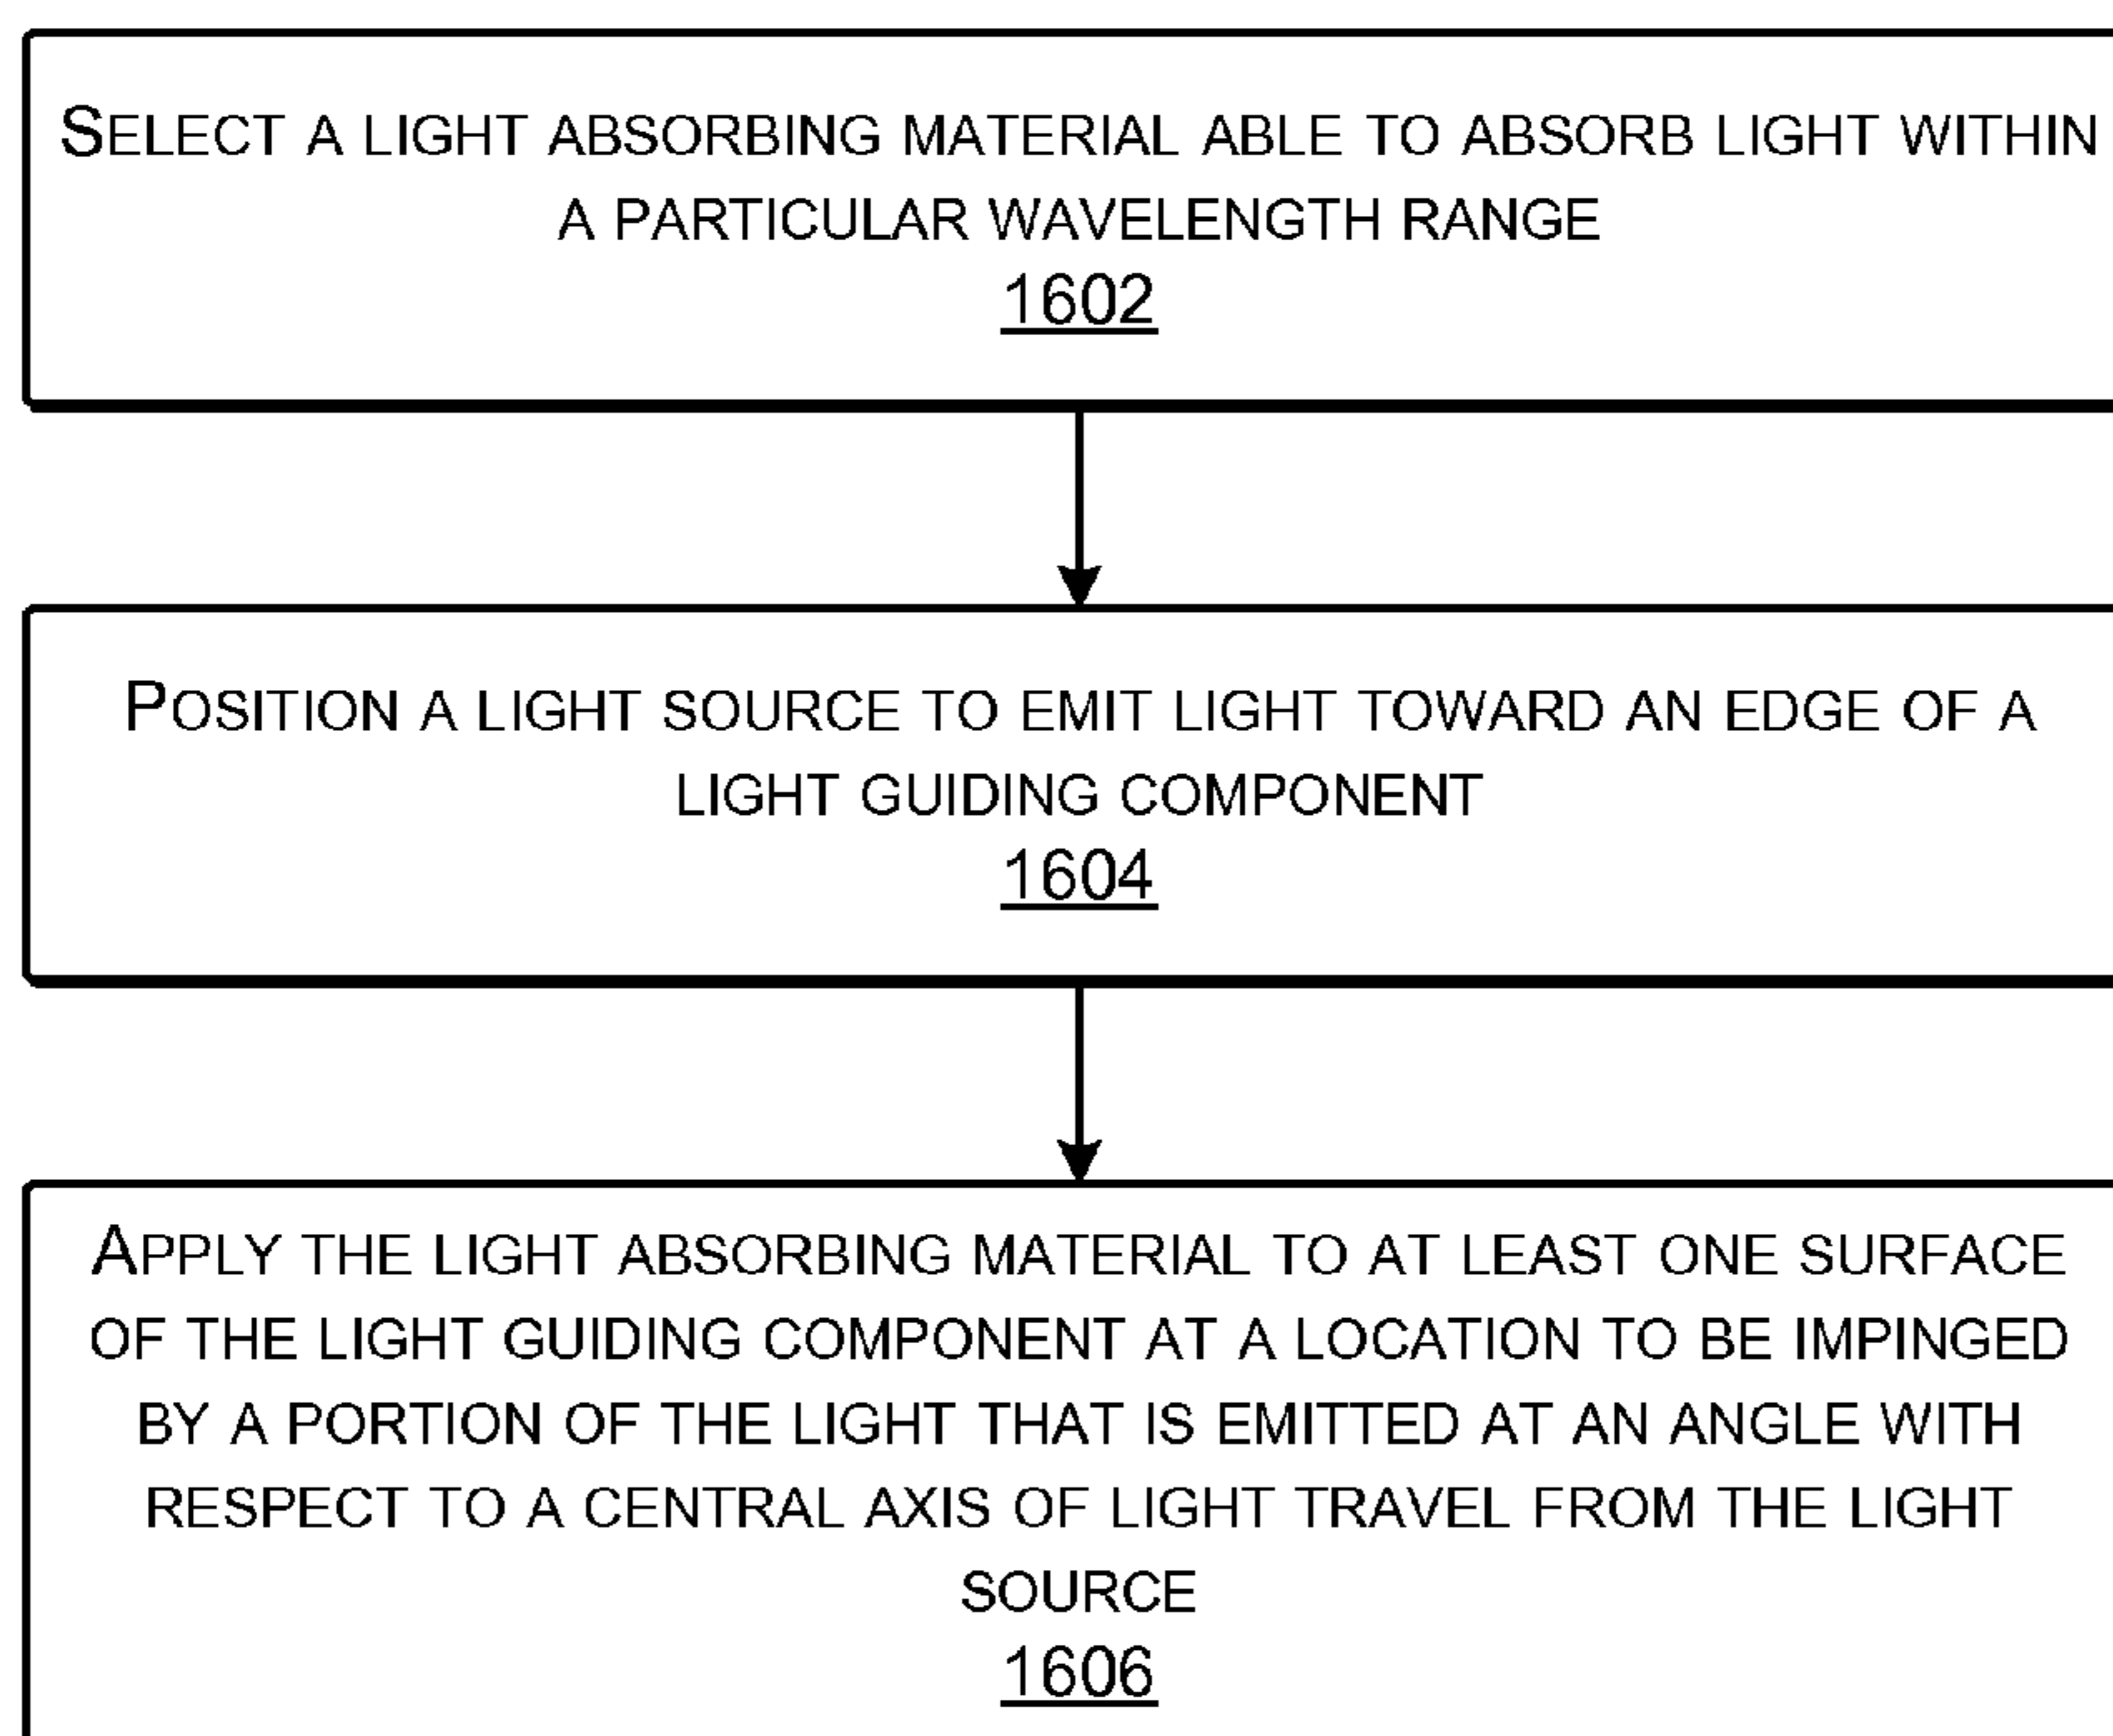 SELECT A LIGHT ABSORBING MATERIAL ABLE TO ABSORB LIGHT WITHIN
A PARTICULAR WAVELENGTH RANGE
1602
POSITION A LIGHT SOURCE TO EMIT LIGHT TOWARD AN EDGE OF A
LIGHT GUIDING COMPONENT
1604
APPLY THE LIGHT ABSORBING MATERIAL TO AT LEAST ONE SURFACE
OF THE LIGHT GUIDING COMPONENT AT A LOCATION TO BE IMPINGED
BY A PORTION OF THE LIGHT THAT IS EMITTED AT AN ANGLE WITH
RESPECT TO A CENTRAL AXIS OF LIGHT TRAVEL FROM THE LIGHT
SOURCE
1606